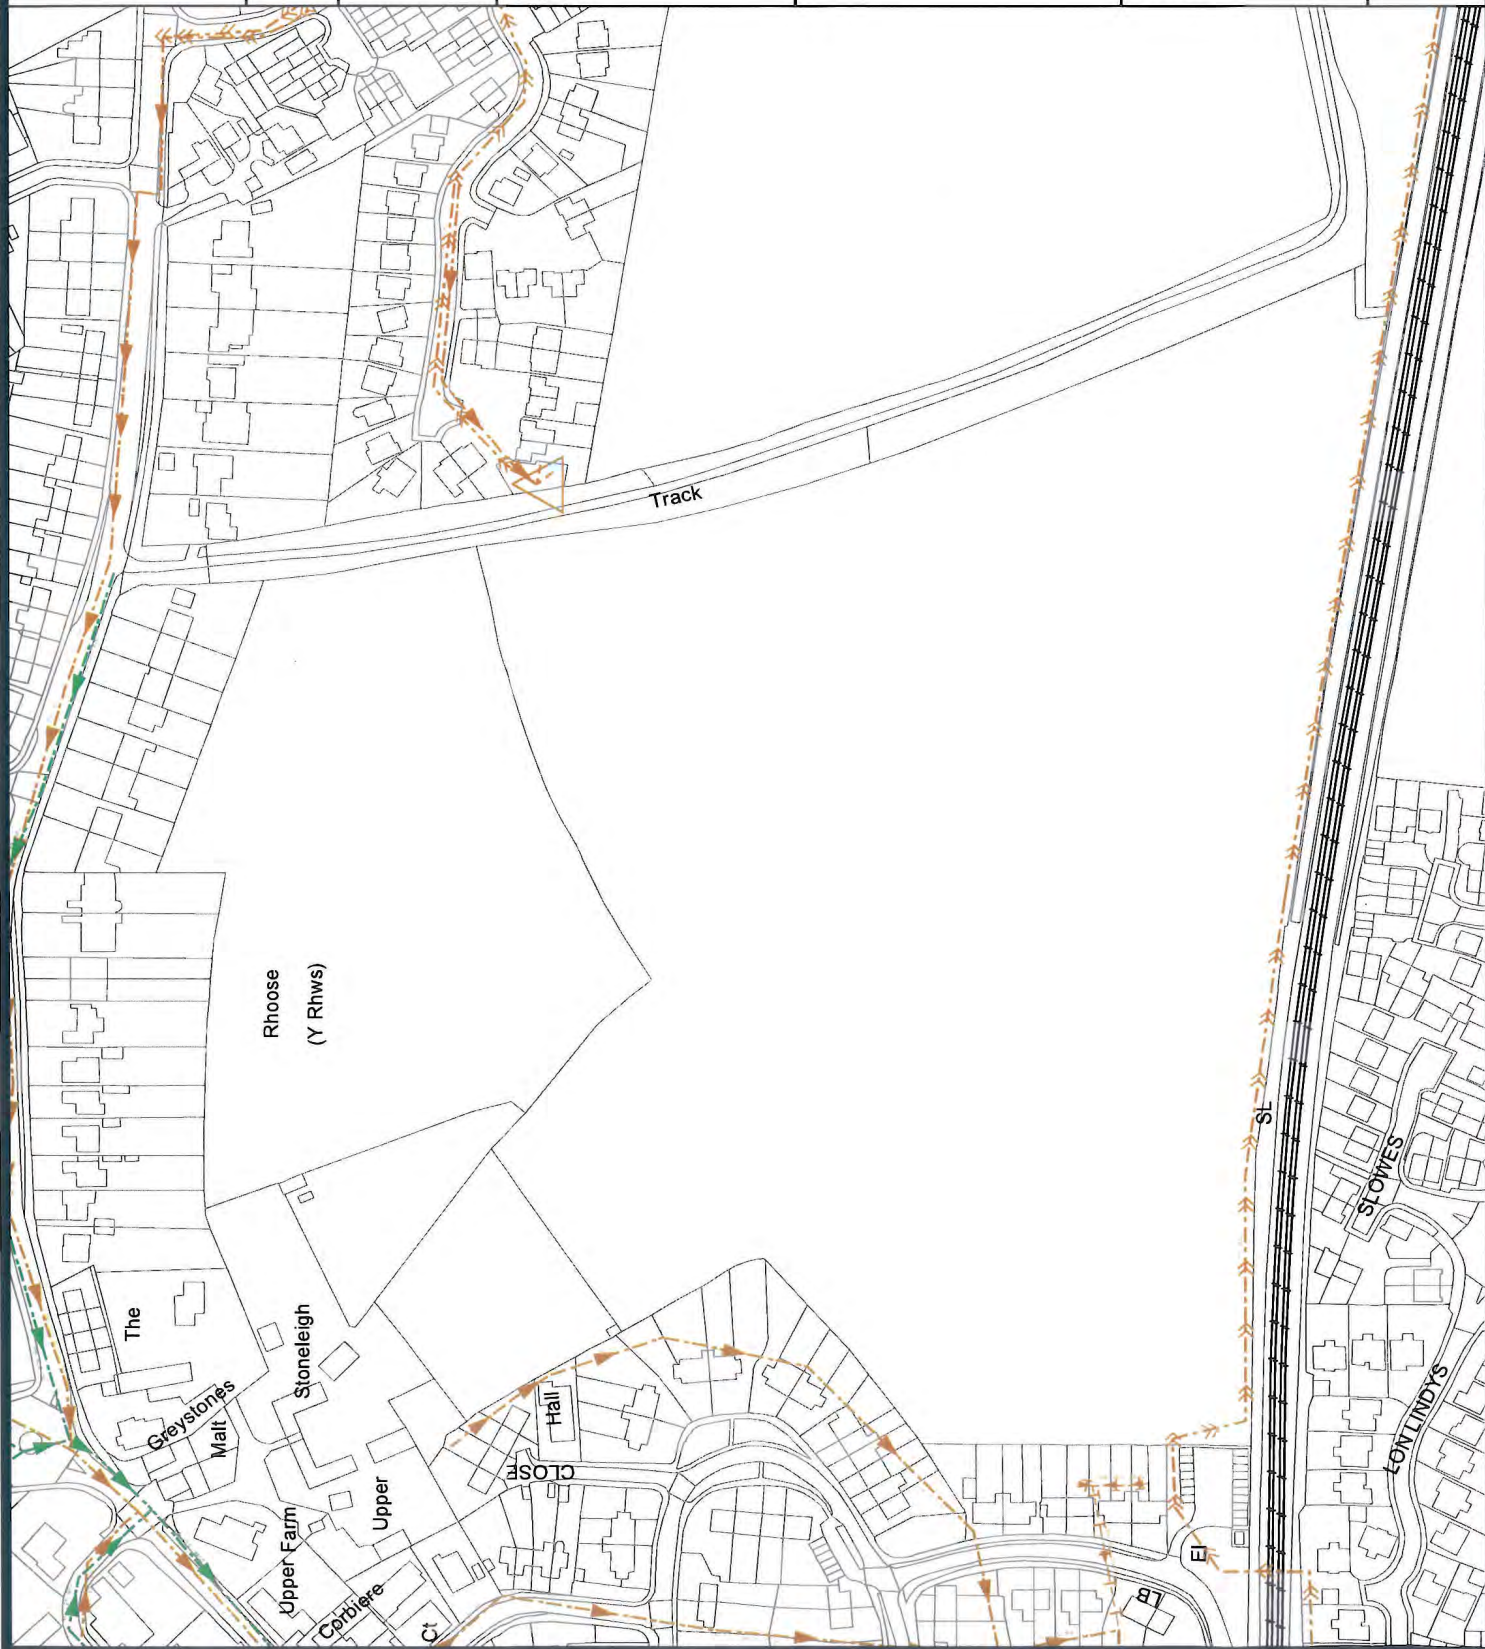 Track
Rhoose
(Y Rhws)
SL
SLOWES
The
Stoneleigh
Greystones
Malt
Hall
CLOSE
LON LINDYS
Upper
Upper Farm
El
LB
Corbiere
Ct